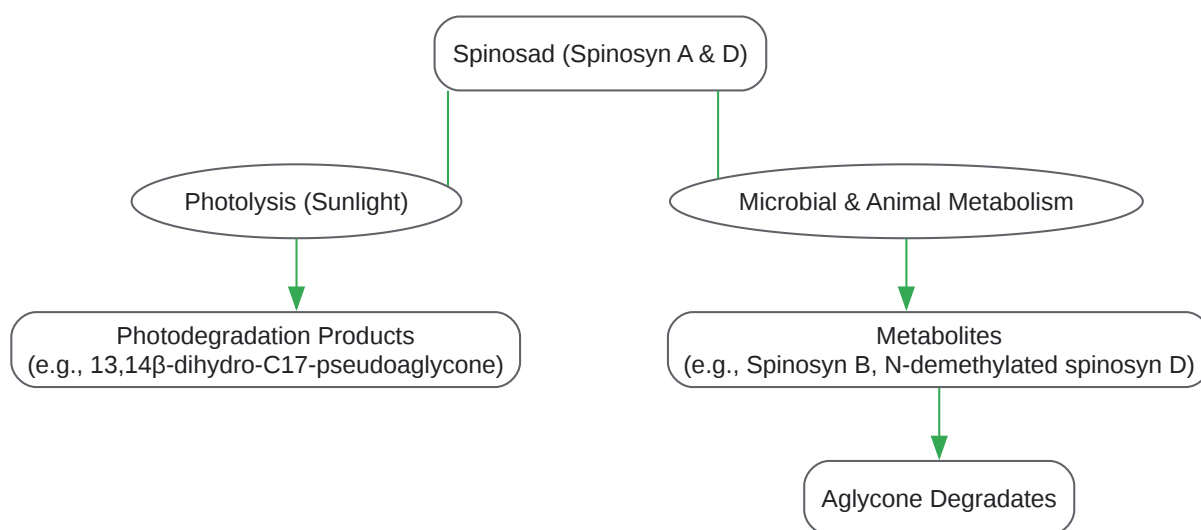 Spinosad (Spinosyn A & D)
Photolysis (Sunlight)
Microbial & Animal Metabolism
Photodegradation Products
(e.g., 13,14β-dihydro-C17-pseudoaglycone)
Metabolites
(e.g., Spinosyn B, N-demethylated spinosyn D)
Aglycone Degradates